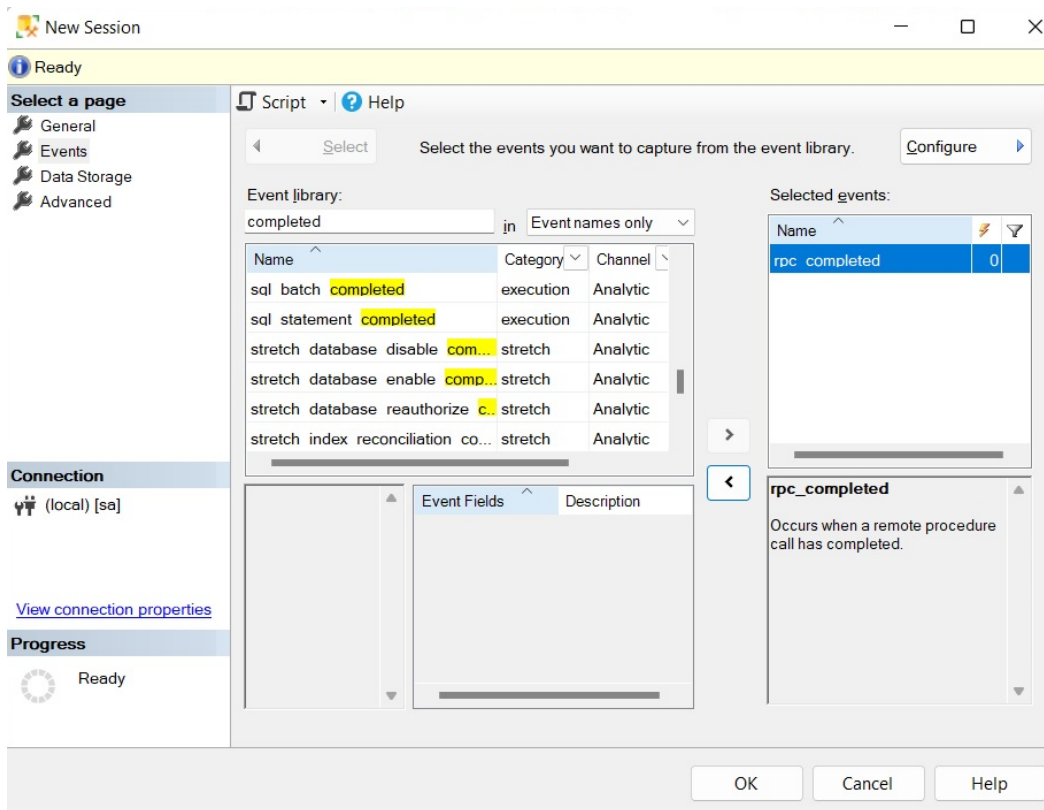 New Session
Ready
Select a page
General
Events
Data Storage
Advanced
Connection
(local) [sa]
View connection properties
Progress
Ready
Script Help
Select Select the events you want to capture from the event library. Configure
Event library:
completed in Event names only
Name Category Channel
sql batch completed execution Analytic
sql statement completed execution Analytic
stretch database disable com... stretch Analytic
stretch database enable comp... stretch Analytic
stretch database reauthorize c... stretch Analytic
stretch index reconciliation co... stretch Analytic
Event Fields Description
Selected events:
Name
rpc completed 0
rpc_completed
Occurs when a remote procedure
call has completed.
OK Cancel Help